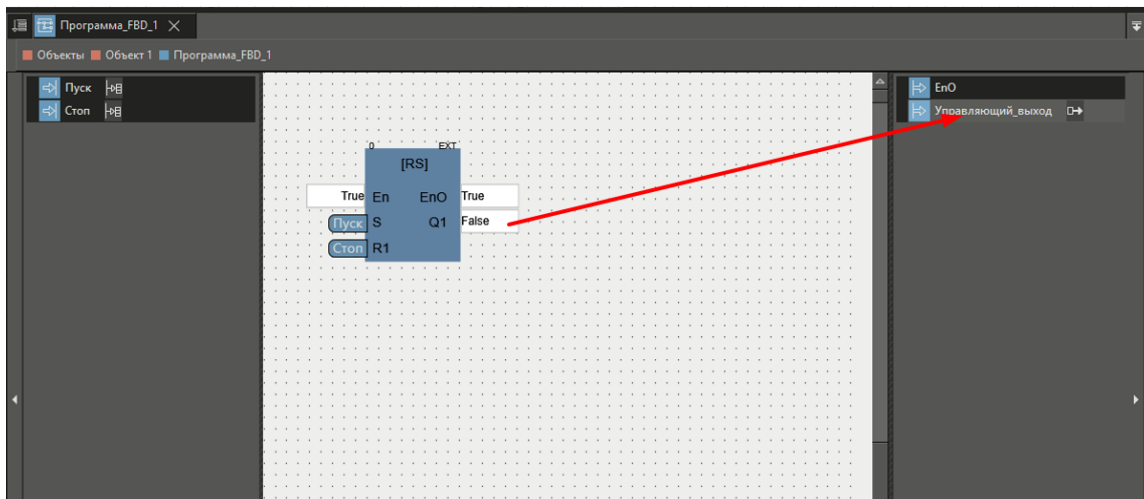 Программа_FBD_1
Объекты Объект 1 Программа_FBD_1
Пуск
Стоп
0 EXT
[RS]
True En EnO True
Пуск S Q1 False
Стоп R1
EnO
Управляющий_выход